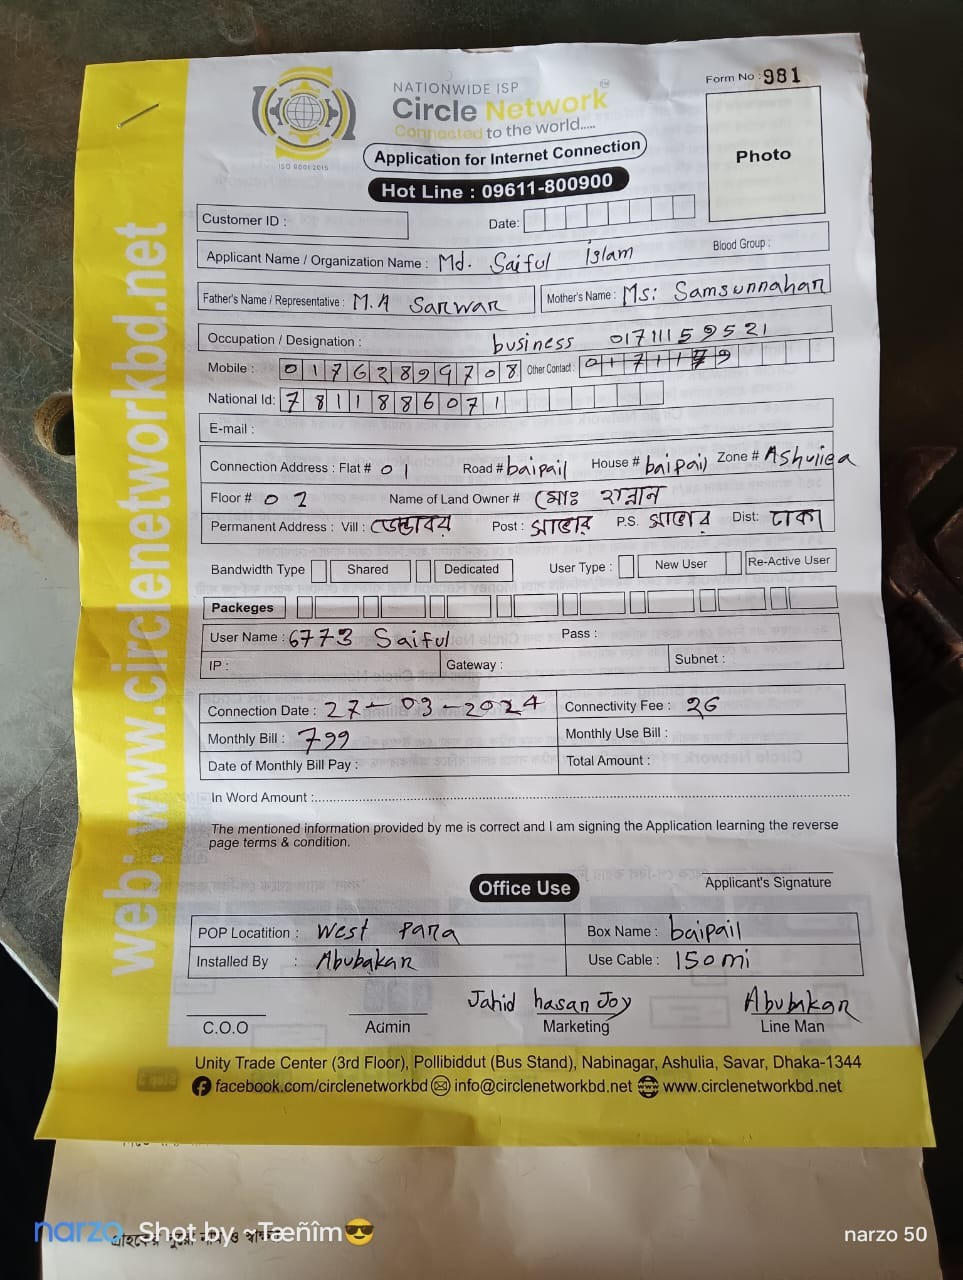 NATIONWIDE ISP
Circle Network TM
Connected to the world.....
ISO 9001:2015
Form No : 981
Photo
Application for Internet Connection
Hot Line : 09611-800900
Customer ID :
Date:
Applicant Name / Organization Name : Md. Saiful islam Blood Group :
Father's Name / Representative : M.A Sarwar Mother's Name : Ms: Samsunnahar
Occupation / Designation : business 01711159521
Mobile : 01762899708 Other Contact :
National Id: 7811886071
E-mail :
Connection Address : Flat # 01 Road # baipail House # baipail Zone # Ashuliea
Floor # 02 Name of Land Owner # মোঃ হান্নান
Permanent Address : Vill : Post : সাভার P.S. সাভার Dist: ঢাকা
Bandwidth Type Shared Dedicated User Type : New User Re-Active User
Packeges
User Name : 6773 Saiful Pass :
IP : Gateway : Subnet :
Connection Date : 27-03-2024 Connectivity Fee : 26
Monthly Bill : 799 Monthly Use Bill :
Date of Monthly Bill Pay : Total Amount :
In Word Amount :
The mentioned information provided by me is correct and I am signing the Application learning the reverse
page terms & condition.
Office Use
Applicant's Signature
POP Locatition : West para Box Name : baipail
Installed By : Abubakar Use Cable : 150mi
Jahid hasan Joy Abubakar
C.O.O Admin Marketing Line Man
Unity Trade Center (3rd Floor), Pollibiddut (Bus Stand), Nabinagar, Ashulia, Savar, Dhaka-1344
facebook.com/circlenetworkbd info@circlenetworkbd.net www.circlenetworkbd.net
web: www.circlenetworkbd.net
narzo Shot by ~Tæñîm😎
narzo 50